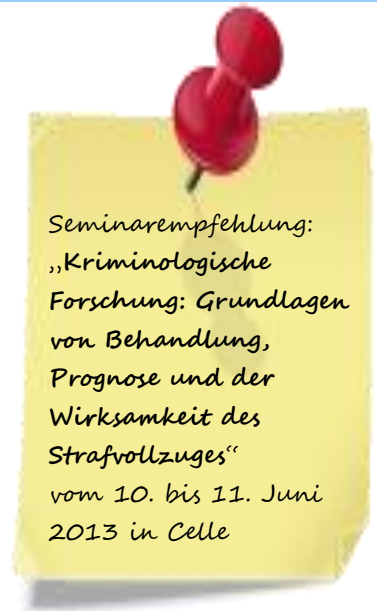 Seminarempfehlung:
„Kriminologische
Forschung: Grundlagen
von Behandlung,
Prognose und der
Wirksamkeit des
Strafvollzuges“
vom 10. bis 11. Juni
2013 in Celle